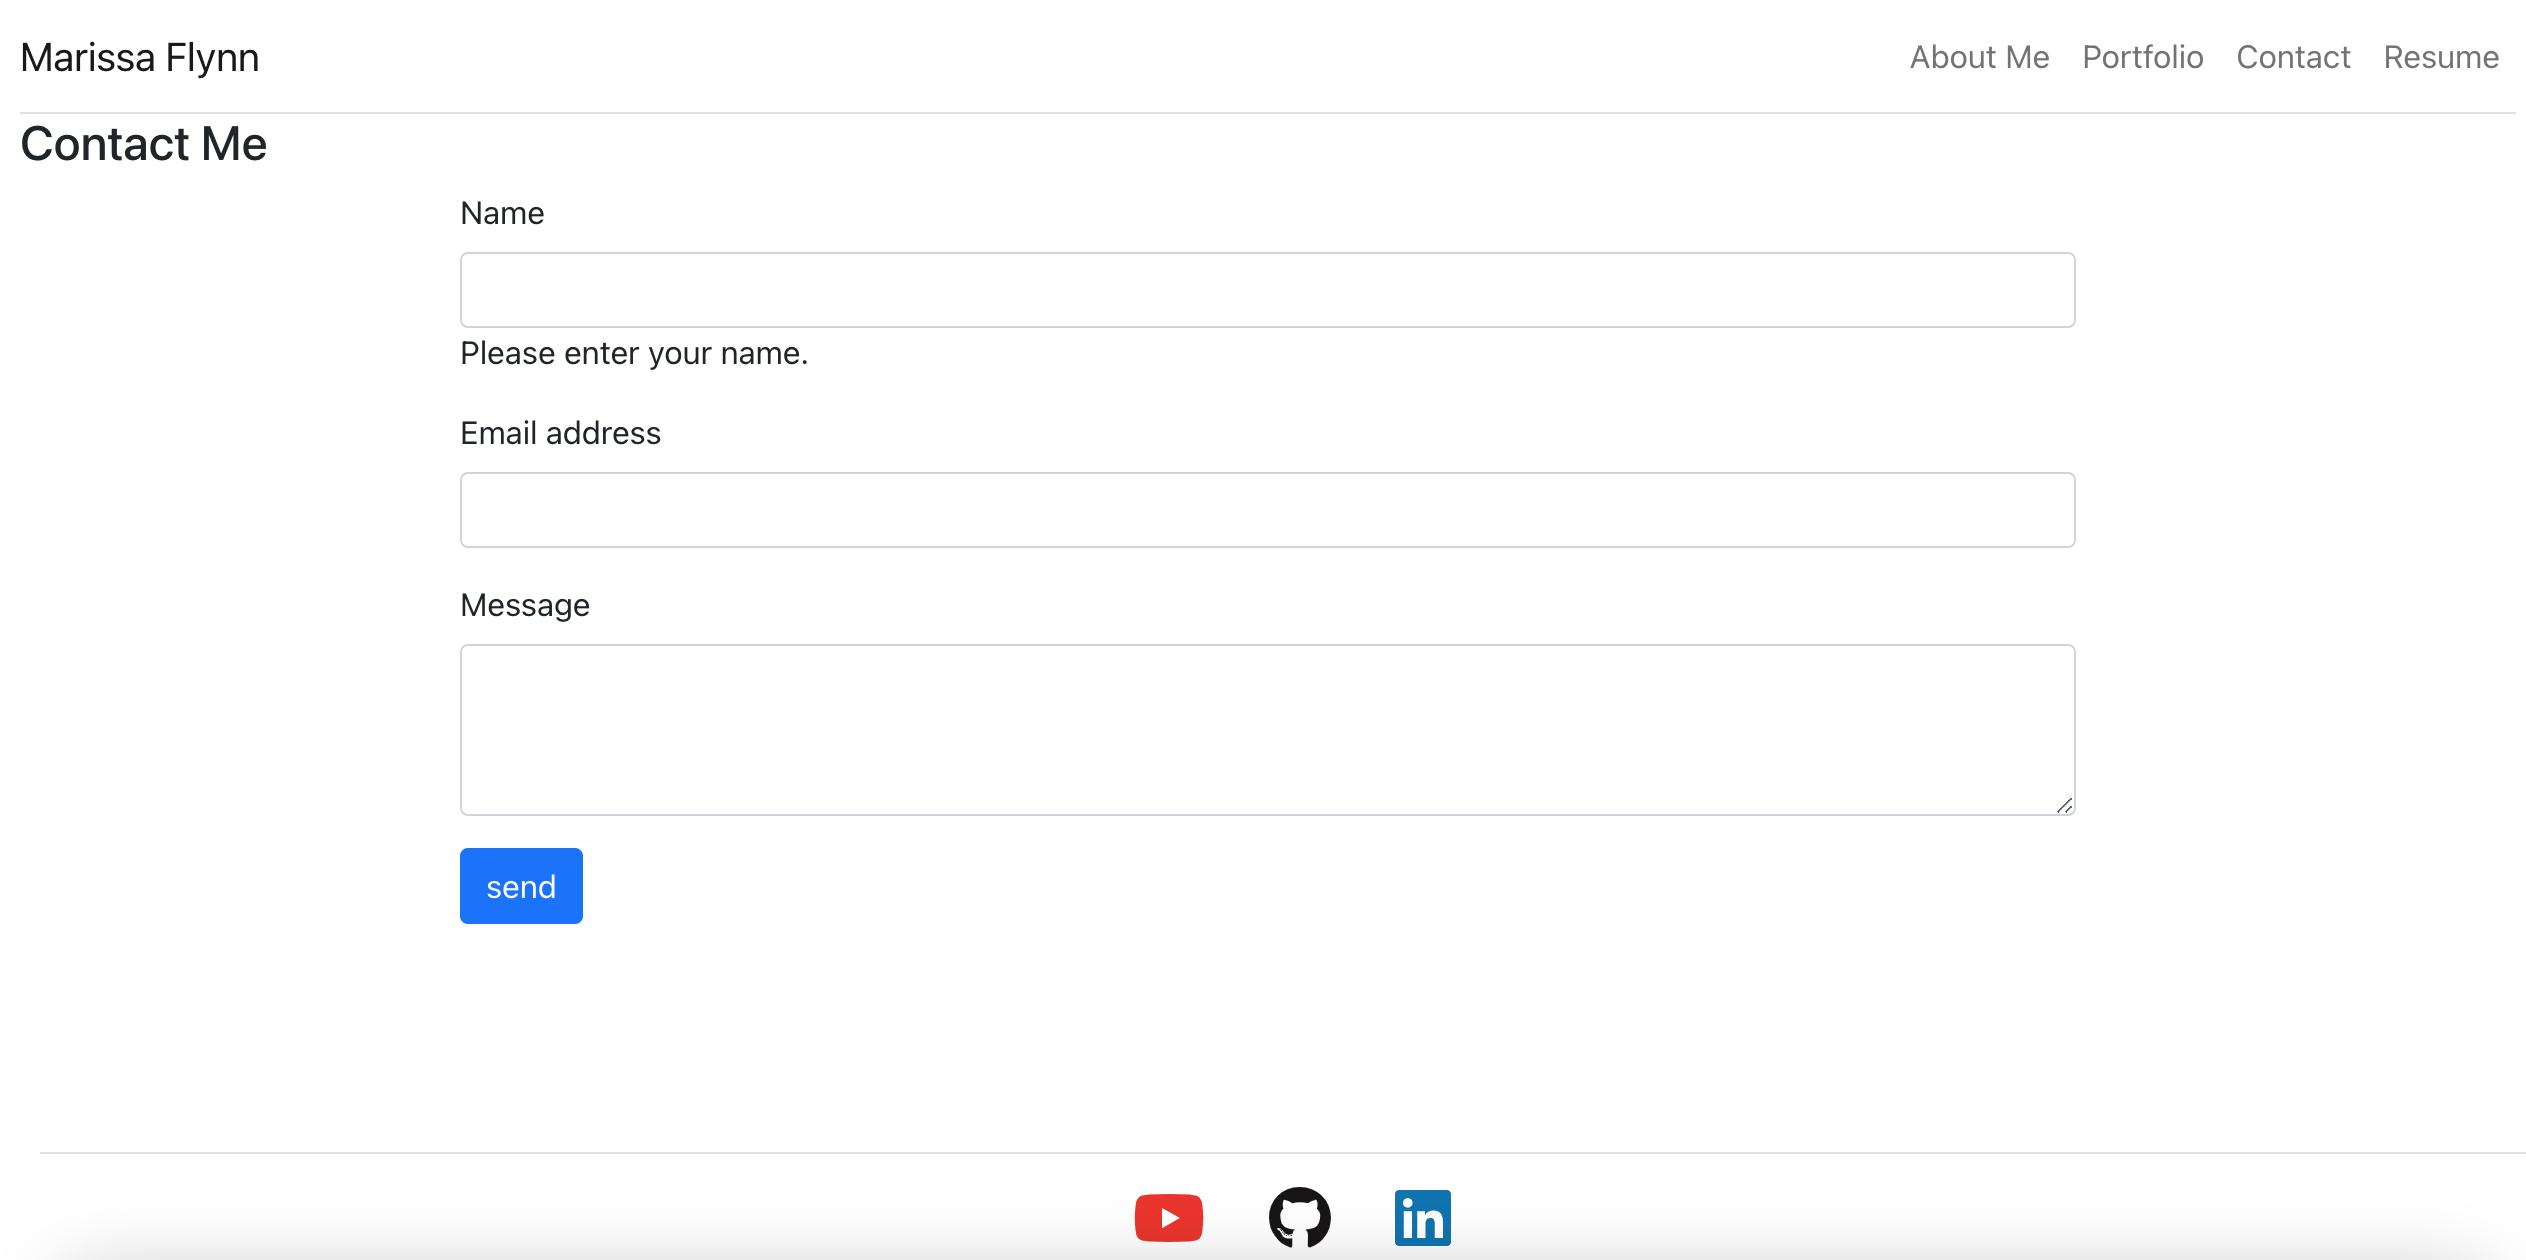 Marissa Flynn
About Me Portfolio Contact Resume
Contact Me
Name
Please enter your name.
Email address
Message
send
in